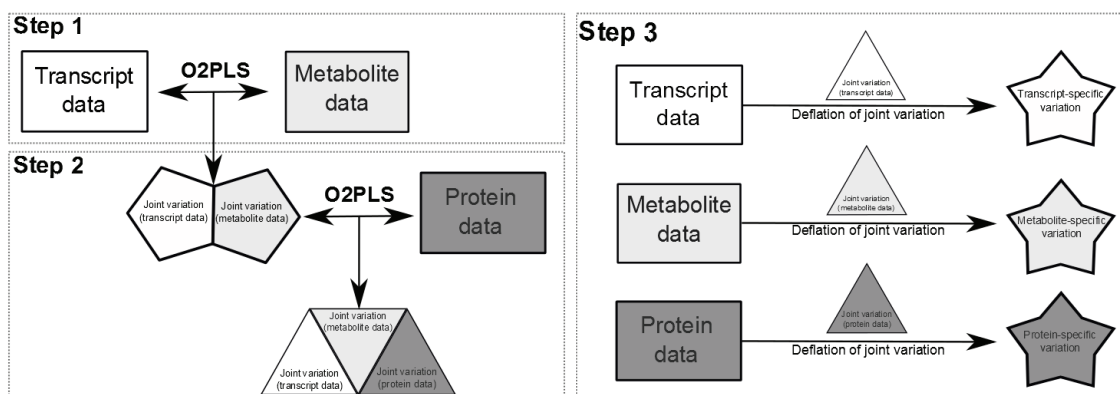 Step 1
Transcript
data
O2PLS
Metabolite
data
Step 2
Joint variation
(transcript data)
Joint variation
(metabolite data)
O2PLS
Protein
data
Joint variation
(metabolite data)
Joint variation
(transcript data)
Joint variation
(protein data)
Step 3
Transcript
data
Joint variation
(transcript data)
Deflation of joint variation
Transcript-specific
variation
Metabolite
data
Joint variation
(metabolite data)
Deflation of joint variation
Metabolite-specific
variation
Protein
data
Joint variation
(protein data)
Deflation of joint variation
Protein-specific
variation